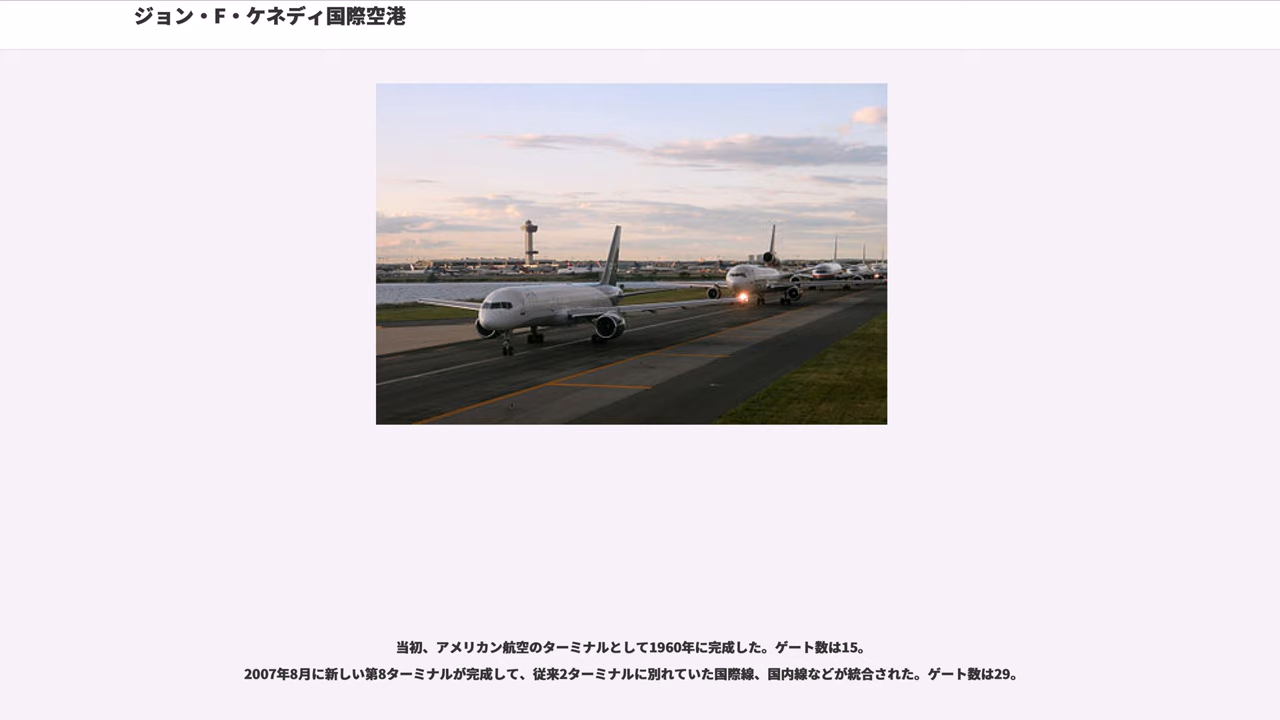 ジョン・F・ケネディ国際空港
当初、アメリカン航空のターミナルとして1960年に完成した。ゲート数は15。
2007年8月に新しい第8ターミナルが完成して、従来2ターミナルに別れていた国際線、国内線などが統合された。ゲート数は29。